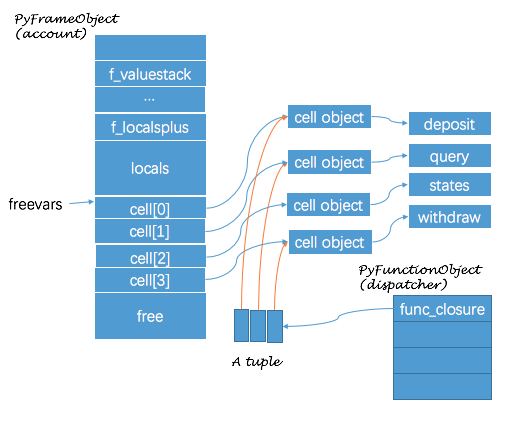 PyFrameObject
(account)
f_valuestack
...
f_localsplus
locals
freevars
cell[0]
cell[1]
cell[2]
cell[3]
free
cell object
deposit
cell object
query
cell object
states
cell object
withdraw
PyFunctionObject
(dispatcher)
func_closure
A tuple